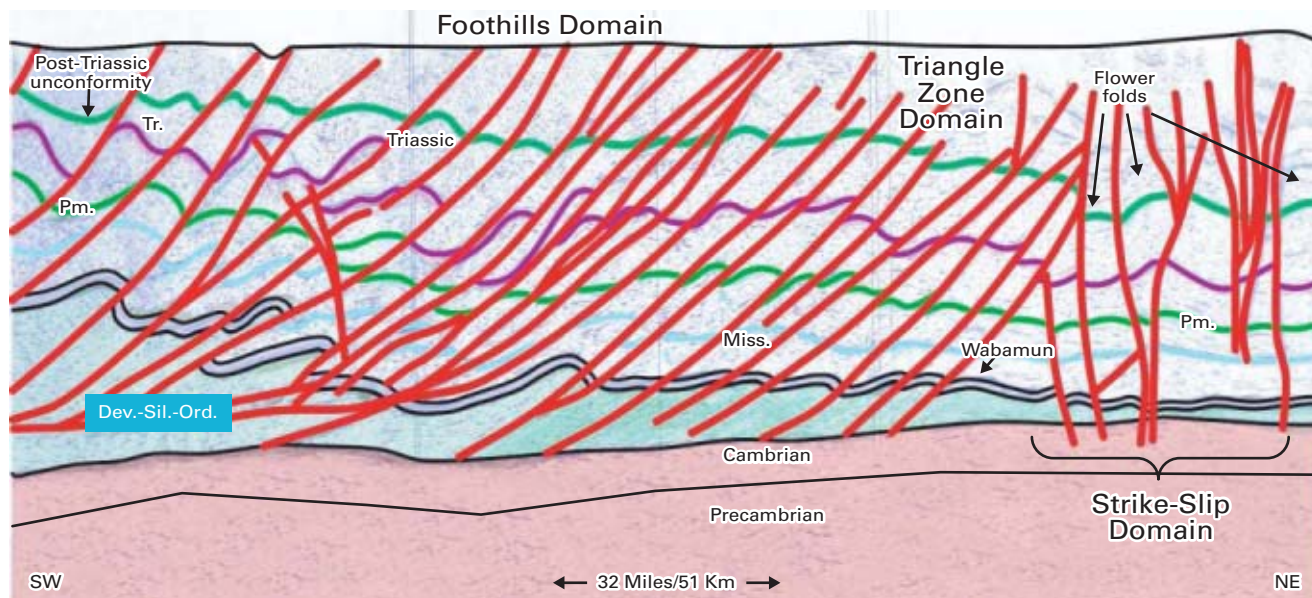 Foothills Domain
Post-Triassic
unconformity
Triangle
Zone
Domain
Flower
folds
Tr.
Triassic
Pm.
Pm.
Miss.
Wabamun
Dev.-Sil.-Ord.
Cambrian
Strike-Slip
Domain
Precambrian
SW
32 Miles/51 Km
NE